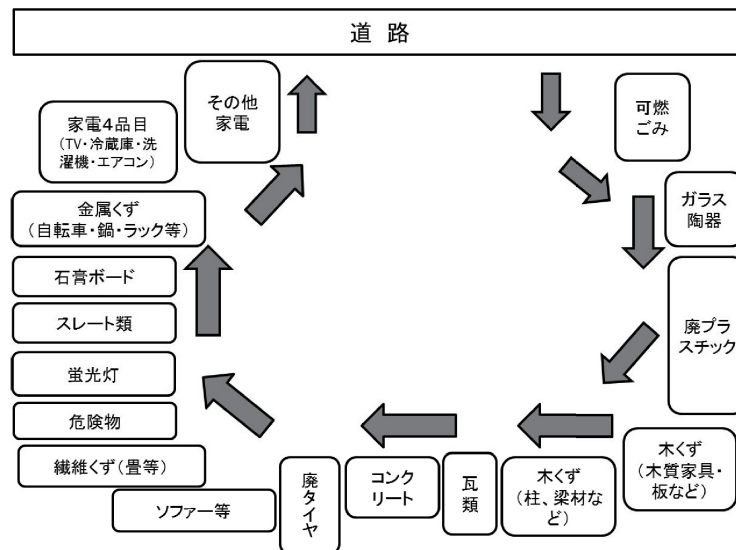 道 路
その他
家電
可燃
ごみ
家電4品目
(TV・冷蔵庫・洗
濯機・エアコン)
ガラス
陶器
金属くず
(自転車・鍋・ラック等)
石膏ボード
廃プラ
スチック
スレート類
蛍光灯
危険物
木くず
(木質家具・
板など)
繊維くず(畳等)
ソファー等
廃タイヤ
コンク
リート
瓦類
木くず
(柱、梁材な
ど)